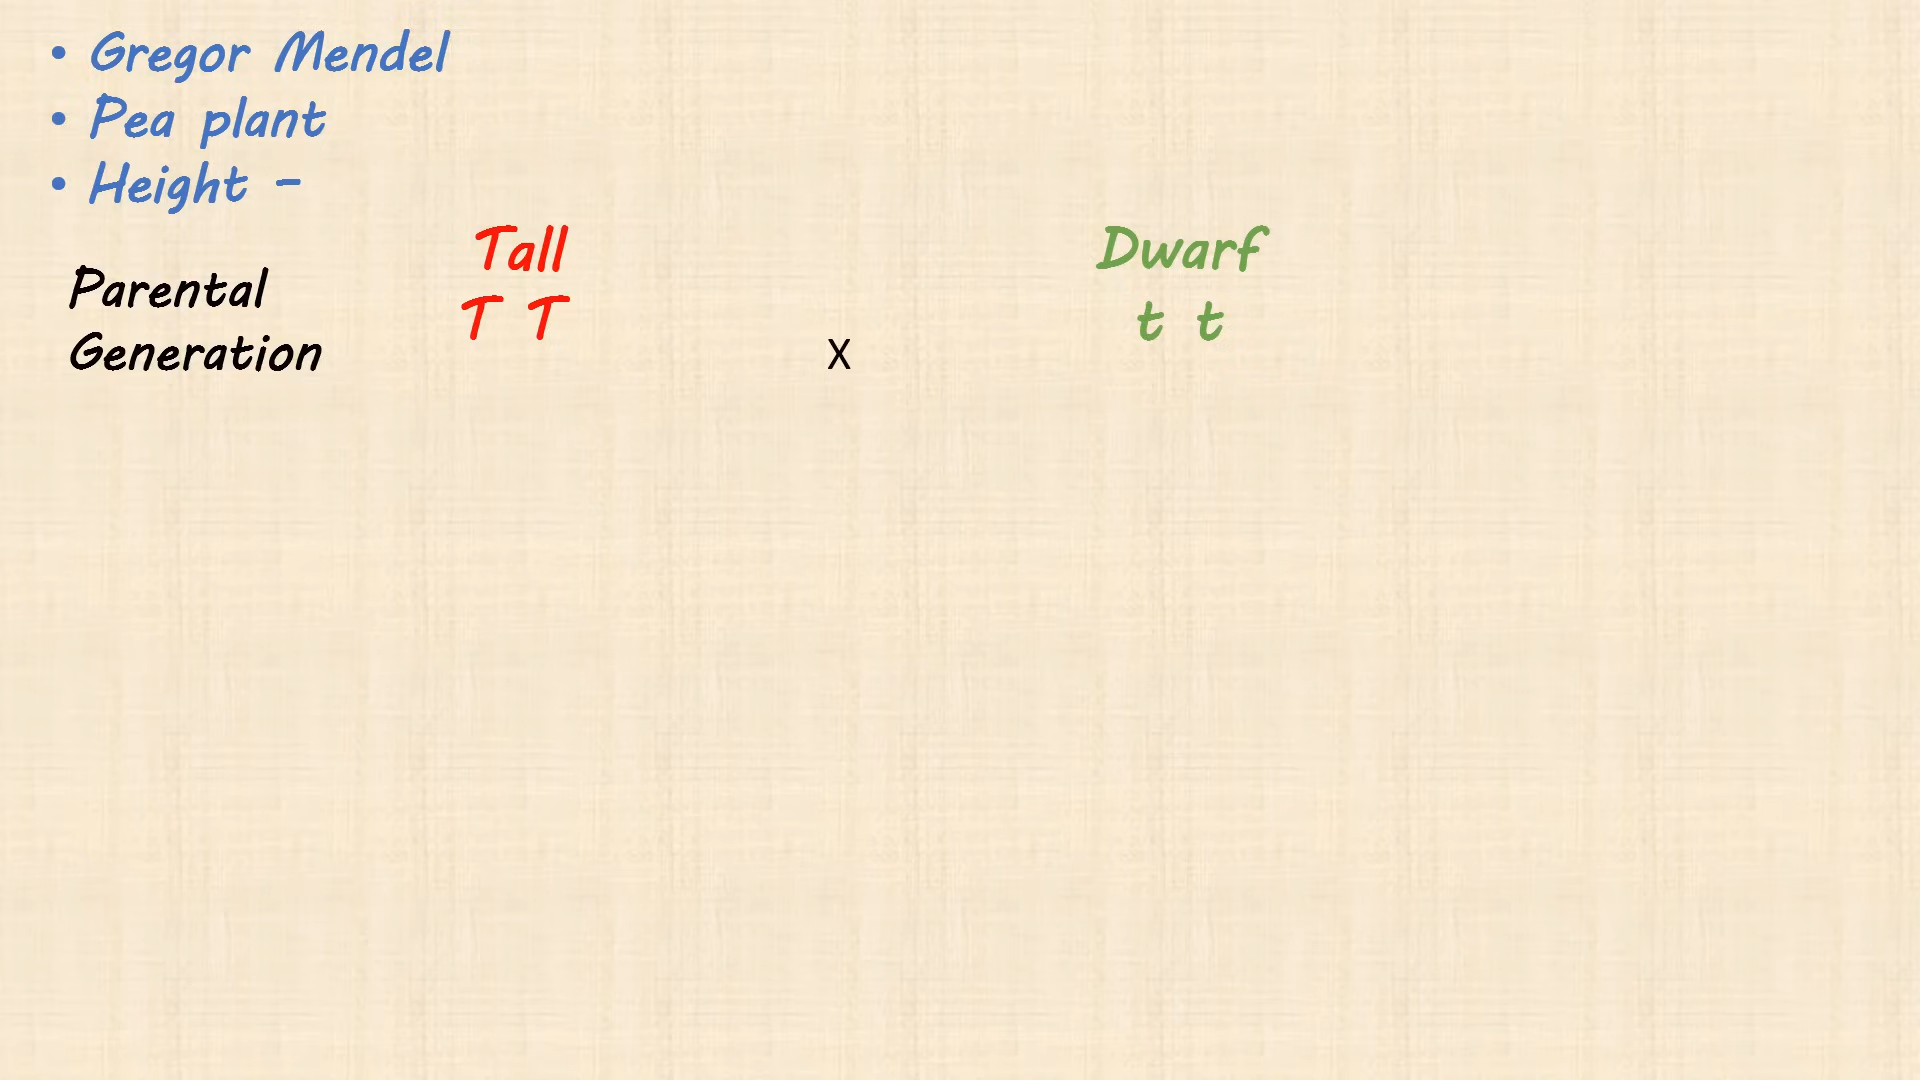 • Gregor Mendel
• Pea plant
• Height -
Tall Dwarf
Parental
T T t t
Generation
X